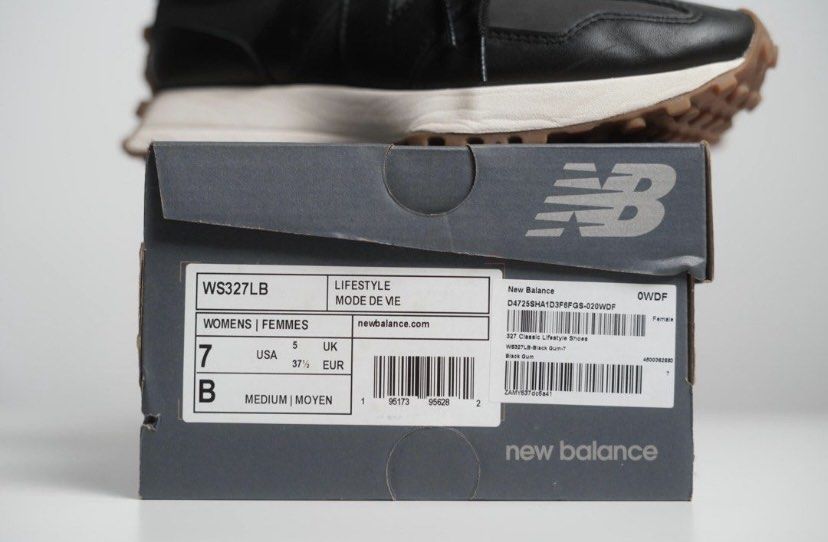 NB
WS327LB
LIFESTYLE
MODE DE VIE
WOMENS | FEMMES
newbalance.com
7 USA 5 UK
37½ EUR
B MEDIUM | MOYEN
1 95173 95628 2
New Balance 0WDF
D4725SHA1D3F6FGS-020WDF
Female
327 Classic Lifestyle Shoes
WS327LB-Black Gum-7
Black Gum
7
new balance